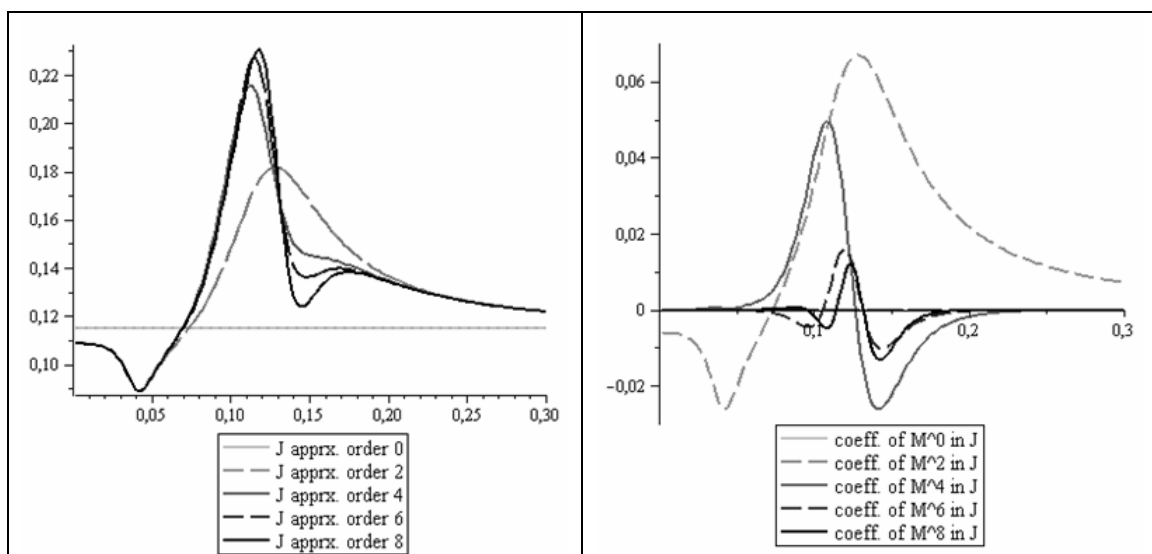 0,22
0,20
0,18
0,16
0,14
0,12
0,10
0,05 0,10 0,15 0,20 0,25 0,30
J apprx. order 0
J apprx. order 2
J apprx. order 4
J apprx. order 6
J apprx. order 8
0,06
0,04
0,02
0
−0,02
0,1 0,2 0,3
coeff. of M^0 in J
coeff. of M^2 in J
coeff. of M^4 in J
coeff. of M^6 in J
coeff. of M^8 in J